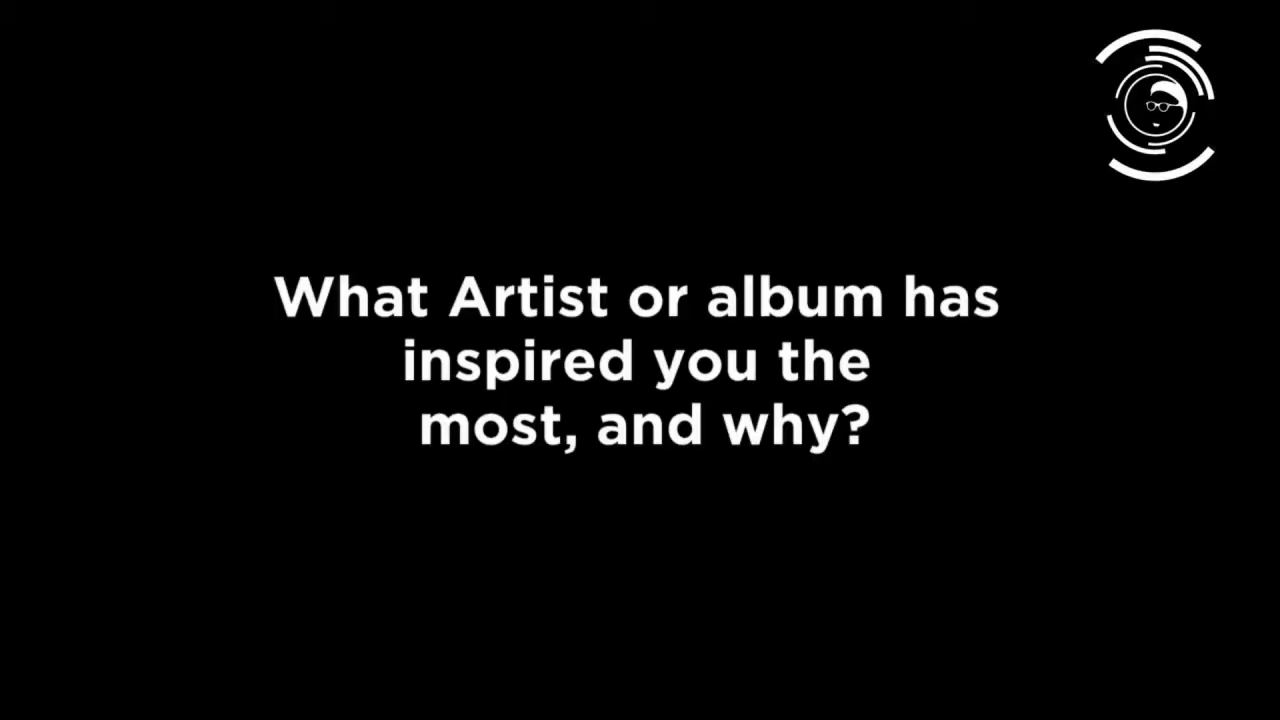 What Artist or album has
inspired you the
most, and why?